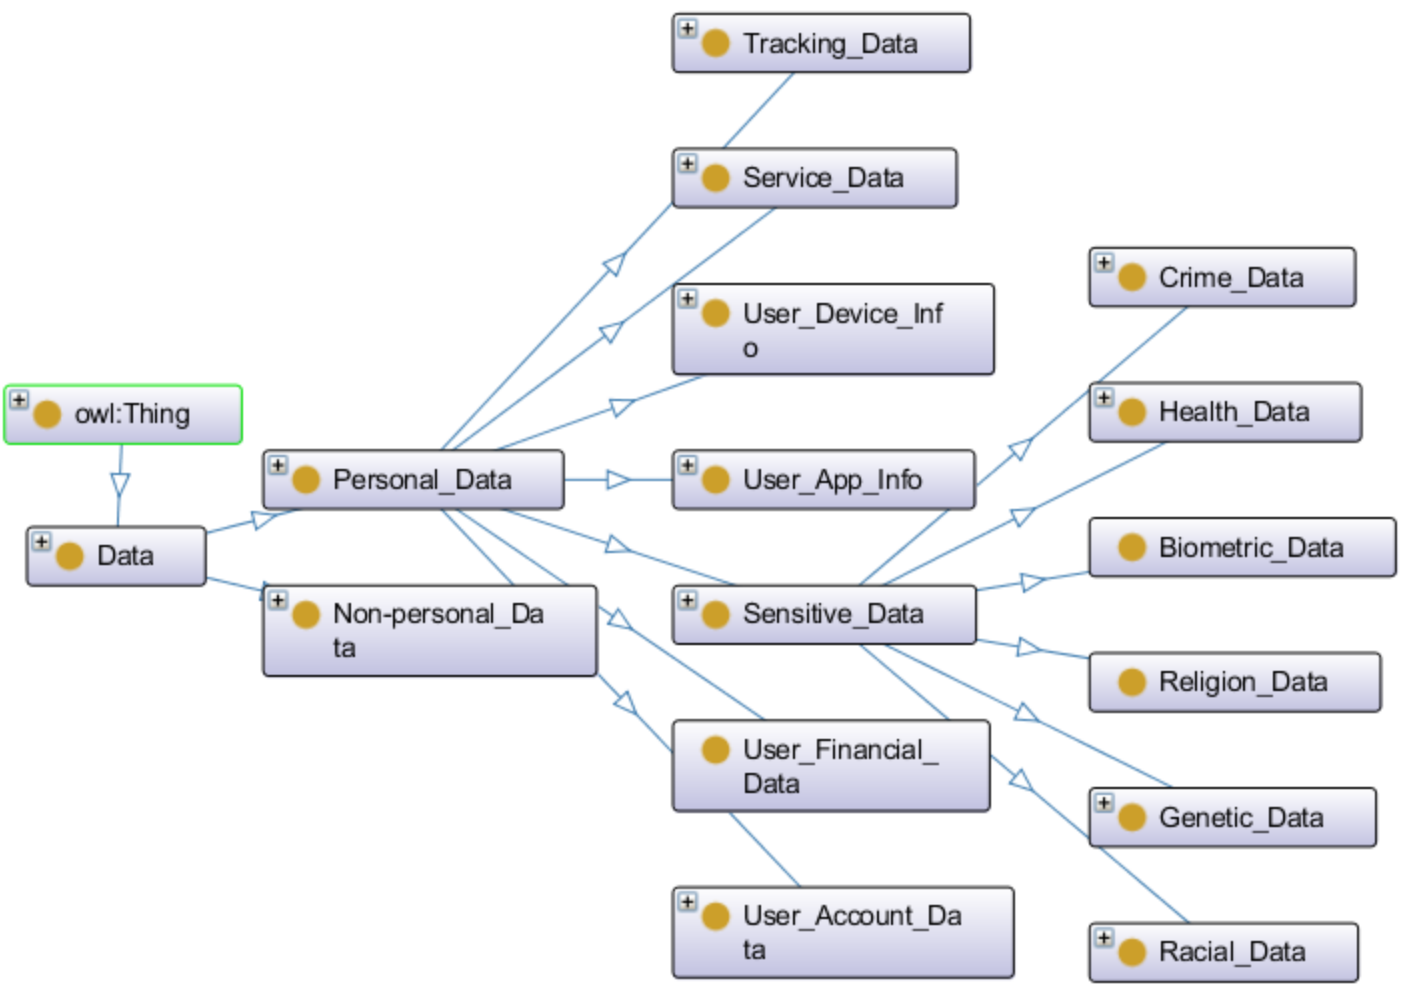 Tracking_Data
Service_Data
User_Device_Inf
o
Crime_Data
Health_Data
owl:Thing
Personal_Data
User_App_Info
Data
Biometric_Data
Non-personal_Da
ta
Sensitive_Data
Religion_Data
User_Financial_
Data
Genetic_Data
User_Account_Da
ta
Racial_Data